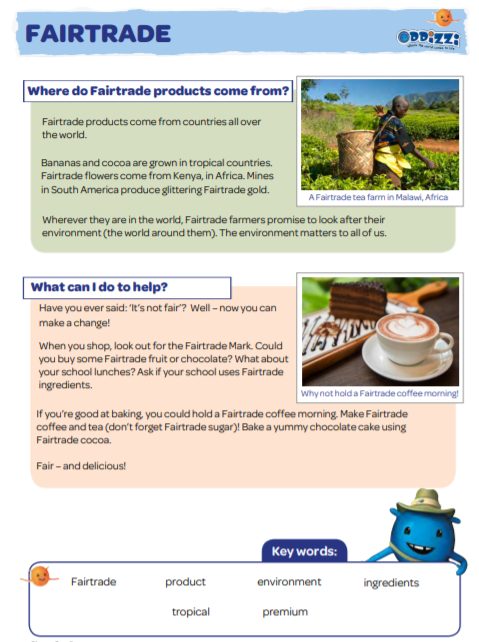 FAIRTRADE
ODDIZZI
Where the world comes to life
Where do Fairtrade products come from?
Fairtrade products come from countries all over
the world.
Bananas and cocoa are grown in tropical countries.
Fairtrade flowers come from Kenya, in Africa. Mines
in South America produce glittering Fairtrade gold.
Wherever they are in the world, Fairtrade farmers promise to look after their
environment (the world around them). The environment matters to all of us.
A Fairtrade tea farm in Malawi, Africa
What can I do to help?
Have you ever said: ‘It’s not fair’? Well – now you can
make a change!
When you shop, look out for the Fairtrade Mark. Could
you buy some Fairtrade fruit or chocolate? What about
your school lunches? Ask if your school uses Fairtrade
ingredients.
Why not hold a Fairtrade coffee morning!
If you’re good at baking, you could hold a Fairtrade coffee morning. Make Fairtrade
coffee and tea (don’t forget Fairtrade sugar)! Bake a yummy chocolate cake using
Fairtrade cocoa.
Fair – and delicious!
Key words:
Fairtrade product environment ingredients
tropical premium